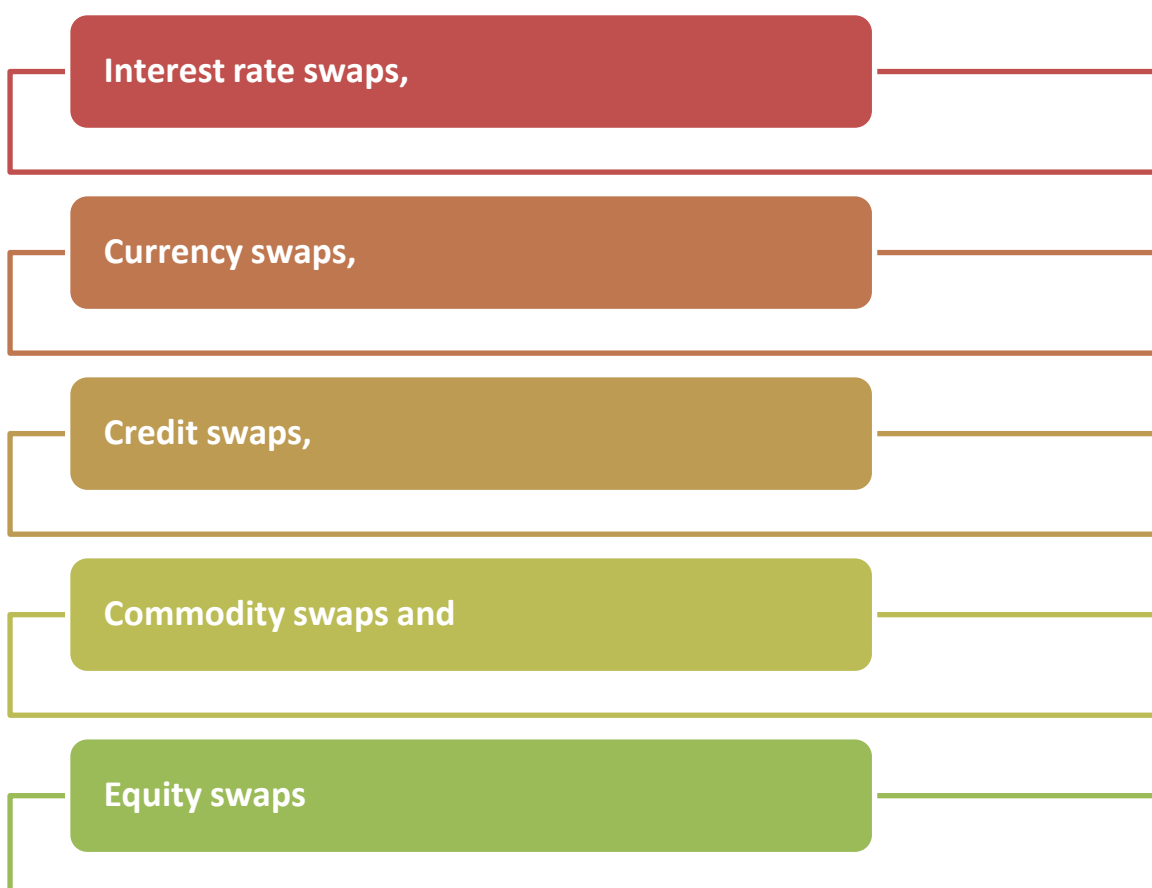 Interest rate swaps,
Currency swaps,
Credit swaps,
Commodity swaps and
Equity swaps